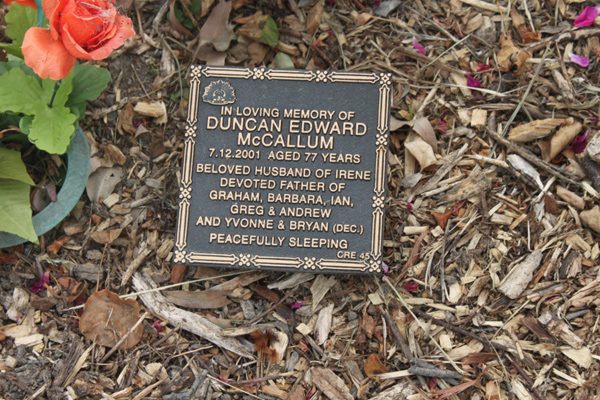 IN LOVING MEMORY OF
DUNCAN EDWARD
McCALLUM
7.12.2001 AGED 77 YEARS
BELOVED HUSBAND OF IRENE
DEVOTED FATHER OF
GRAHAM, BARBARA, IAN,
GREG & ANDREW
AND YVONNE & BRYAN (DEC.)
PEACEFULLY SLEEPING
CRE 45